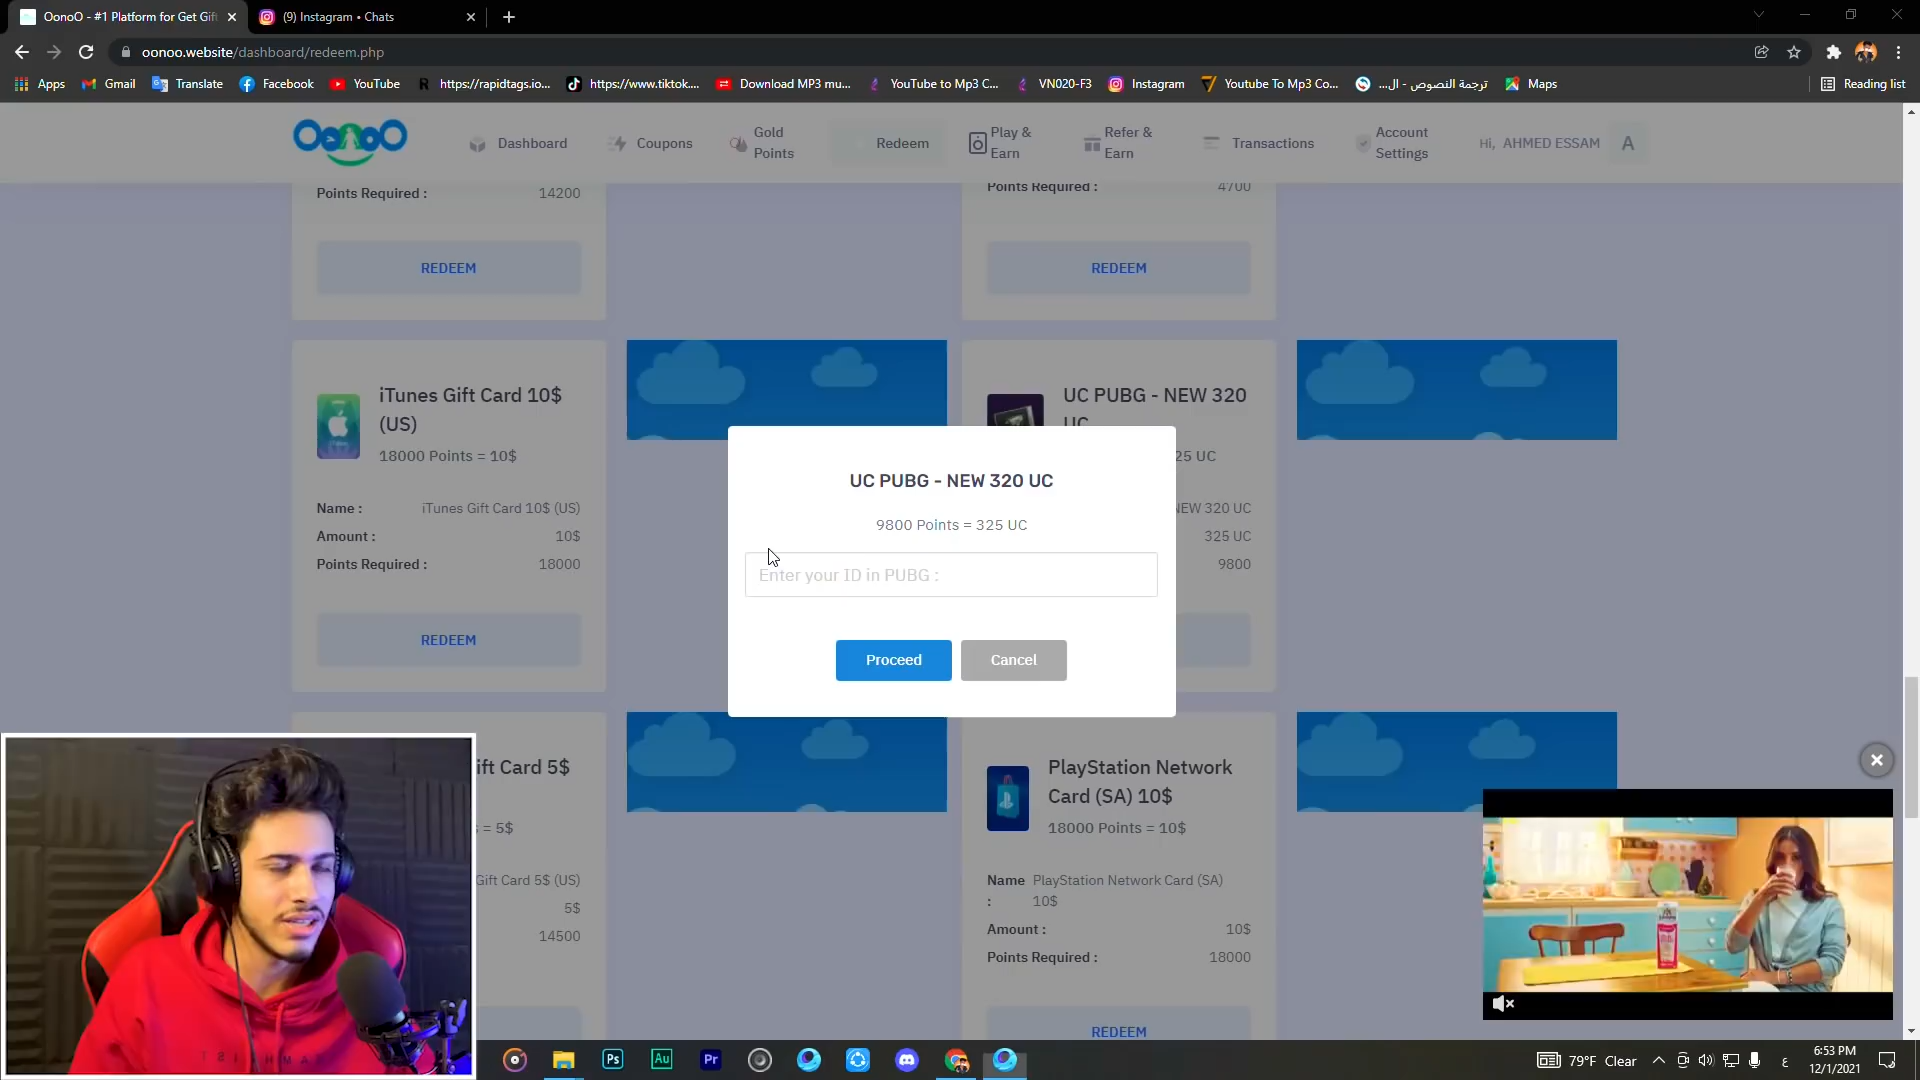 OonoO - #1 Platform for Get Gif
(9) Instagram • Chats
oonoo.website/dashboard/redeem.php
Apps
Gmail
Translate
Facebook
YouTube
https://rapidtags.io...
https://www.tiktok....
Download MP3 mu...
YouTube to Mp3 C...
VN020-F3
Instagram
Youtube To Mp3 Co...
ترجمة النصوص - ال...
Maps
Reading list
OonoO
Dashboard
Coupons
Gold
Points
Redeem
Play &
Earn
Refer &
Earn
Transactions
Account
Settings
Hi, AHMED ESSAM
A
Points Required : 14200
REDEEM
Points Required : 4700
REDEEM
iTunes Gift Card 10$
(US)
18000 Points = 10$
Name : iTunes Gift Card 10$ (US)
Amount : 10$
Points Required : 18000
REDEEM
UC PUBG - NEW 320
UC
25 UC
NEW 320 UC
325 UC
9800
UC PUBG - NEW 320 UC
9800 Points = 325 UC
Enter your ID in PUBG :
Proceed
Cancel
ift Card 5$
= 5$
Gift Card 5$ (US)
5$
14500
PlayStation Network
Card (SA) 10$
18000 Points = 10$
Name : PlayStation Network Card (SA)
10$
Amount : 10$
Points Required : 18000
REDEEM
Ps
Au
Pr
79°F Clear
ع
6:53 PM
12/1/2021